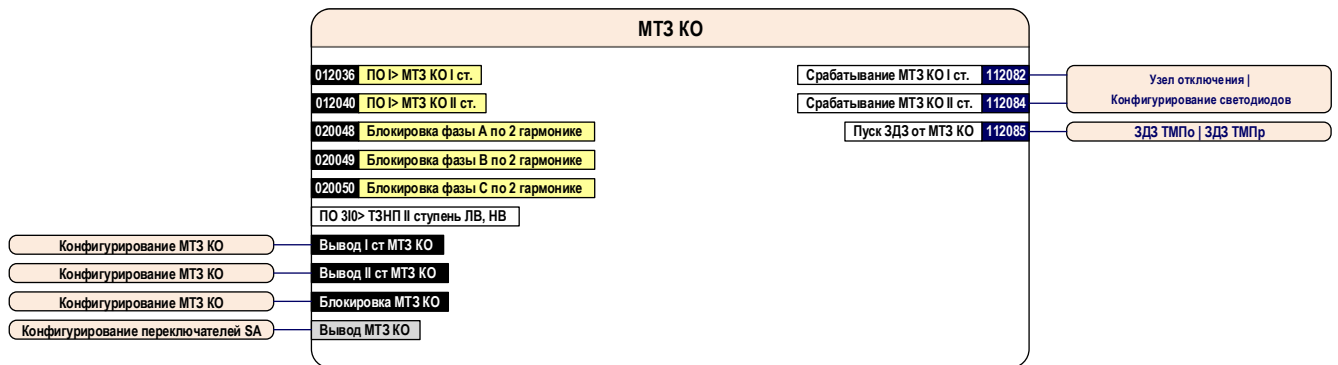 МТЗ КО
012036 ПО I> МТЗ КО I ст.
Срабатывание МТЗ КО I ст. 112082
Узел отключения |
012040 ПО I> МТЗ КО II ст.
Срабатывание МТЗ КО II ст. 112084
Конфигурирование светодиодов
020048 Блокировка фазы А по 2 гармонике
Пуск ЗДЗ от МТЗ КО 112085
ЗДЗ ТМПо | ЗДЗ ТМПр
020049 Блокировка фазы В по 2 гармонике
020050 Блокировка фазы С по 2 гармонике
ПО 3I0> ТЗНП II ступень ЛВ, НВ
Конфигурирование МТЗ КО
Вывод I ст МТЗ КО
Конфигурирование МТЗ КО
Вывод II ст МТЗ КО
Конфигурирование МТЗ КО
Блокировка МТЗ КО
Конфигурирование переключателей SA
Вывод МТЗ КО